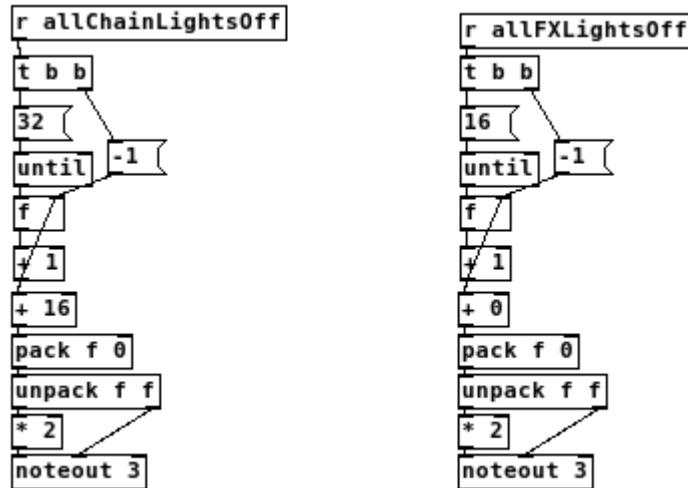 r allChainLightsOff
t b b
32
-1
until
f
+ 1
+ 16
pack f 0
unpack f f
* 2
noteout 3
r allFXLightsOff
t b b
16
-1
until
f
+ 1
+ 0
pack f 0
unpack f f
* 2
noteout 3